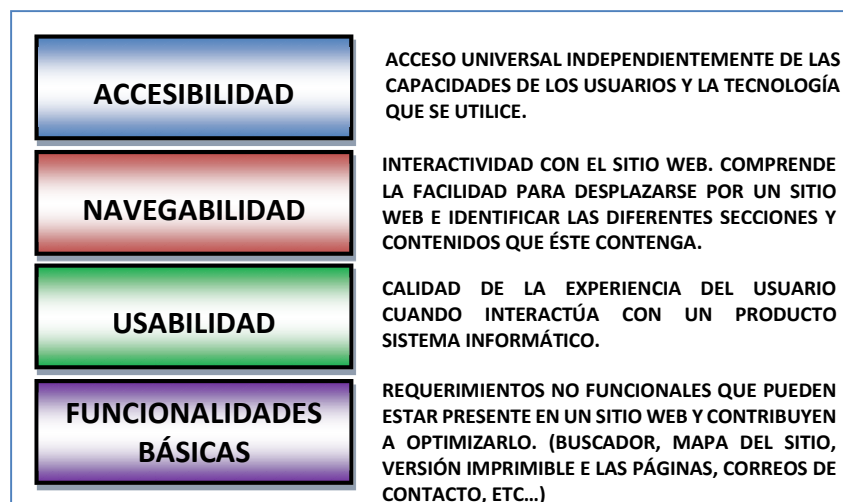 ACCESIBILIDAD
ACCESO UNIVERSAL INDEPENDIENTEMENTE DE LAS
CAPACIDADES DE LOS USUARIOS Y LA TECNOLOGÍA
QUE SE UTILICE.
NAVEGABILIDAD
INTERACTIVIDAD CON EL SITIO WEB. COMPRENDE
LA FACILIDAD PARA DESPLAZARSE POR UN SITIO
WEB E IDENTIFICAR LAS DIFERENTES SECCIONES Y
CONTENIDOS QUE ÉSTE CONTENGA.
USABILIDAD
CALIDAD DE LA EXPERIENCIA DEL USUARIO
CUANDO INTERACTÚA CON UN PRODUCTO
SISTEMA INFORMÁTICO.
FUNCIONALIDADES
BÁSICAS
REQUERIMIENTOS NO FUNCIONALES QUE PUEDEN
ESTAR PRESENTE EN UN SITIO WEB Y CONTRIBUYEN
A OPTIMIZARLO. (BUSCADOR, MAPA DEL SITIO,
VERSIÓN IMPRIMIBLE E LAS PÁGINAS, CORREOS DE
CONTACTO, ETC...)